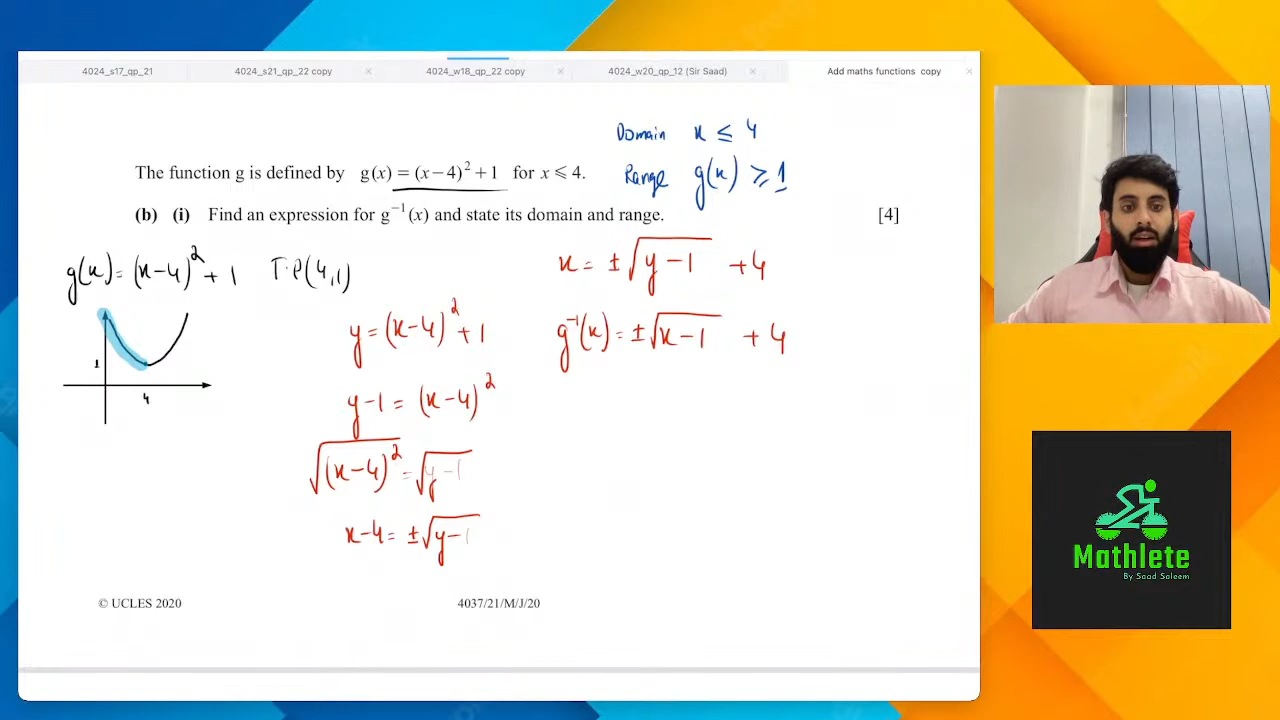 4024_s17_qp_21
4024_s21_qp_22 copy
4024_w18_qp_22 copy
4024_w20_qp_12 (Sir Saad)
Add maths functions copy
Domain x ≤ 4
The function g is defined by g(x) = (x−4)² + 1 for x ⩽ 4.
Range g(x) ≥ 1
(b) (i) Find an expression for g⁻¹(x) and state its domain and range. [4]
g(x) = (x−4)² + 1 T.P(4,1)
1
4
y = (x−4)² + 1
y−1 = (x−4)²
√(x−4)² = √y−1
x−4 = ±√y−1
x = ±√y−1 + 4
g⁻¹(x) = ±√x−1 + 4
© UCLES 2020
4037/21/M/J/20
Mathlete
By Saad Saleem